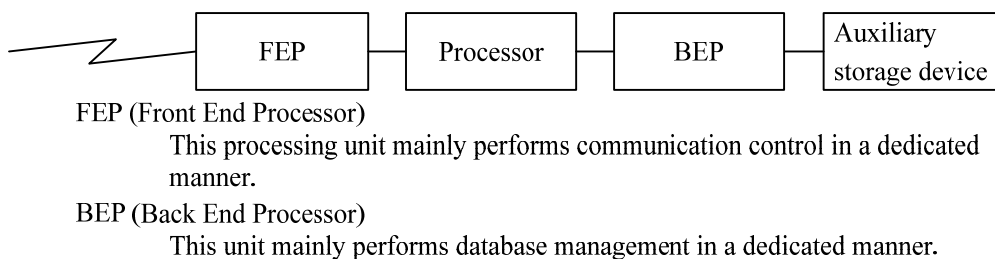 FEP
Processor
BEP
Auxiliary
storage device
FEP (Front End Processor)
This processing unit mainly performs communication control in a dedicated
manner.
BEP (Back End Processor)
This unit mainly performs database management in a dedicated manner.